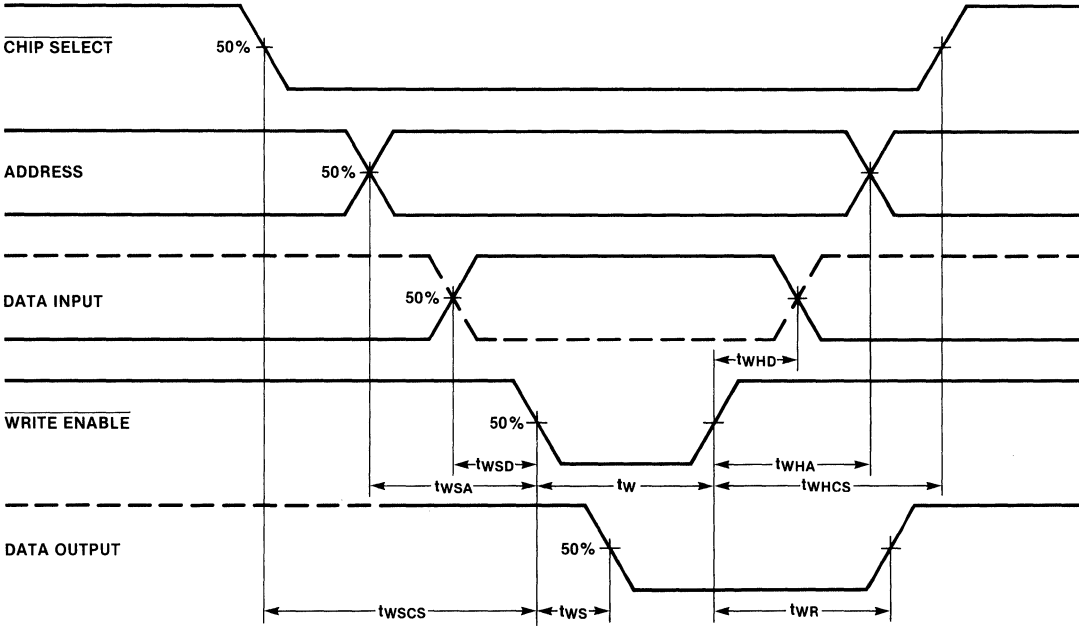 CHIP SELECT
50%
ADDRESS
50%
DATA INPUT
50%
tWHD
WRITE ENABLE
50%
tWSD
tWHA
tWSA
tW
tWHCS
DATA OUTPUT
50%
tWSCS
tWS
tWR